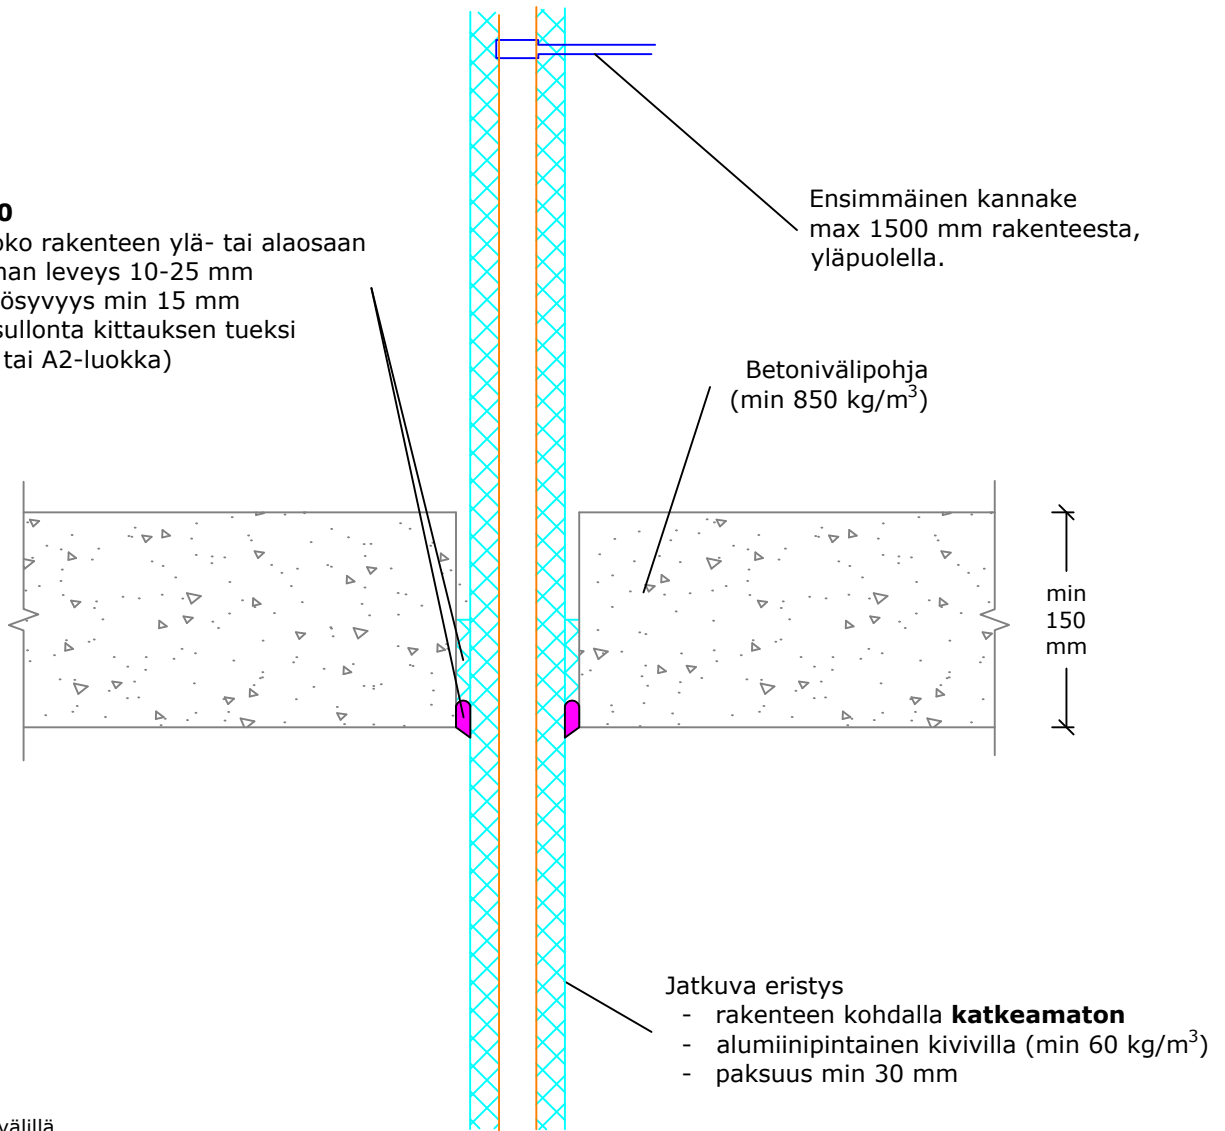 Ensimmäinen kannake
max 1500 mm rakenteesta,
yläpuolella.
0
oko rakenteen ylä- tai alaosaan
man leveys 10-25 mm
ösyvyys min 15 mm
sullonta kittauksen tueksi
tai A2-luokka)
Betonivälipohja
(min 850 kg/m³)
min
150
mm
Jatkuva eristys
- rakenteen kohdalla katkeamaton
- alumiinipintainen kivivilla (min 60 kg/m³)
- paksuus min 30 mm
välillä